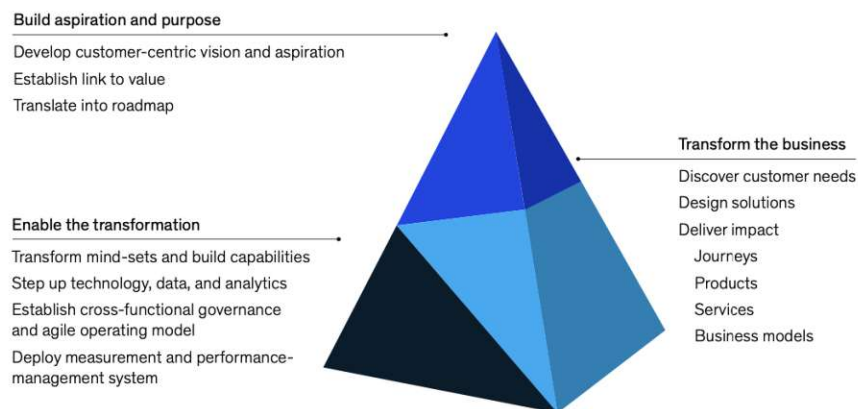 Build aspiration and purpose
Develop customer-centric vision and aspiration
Establish link to value
Translate into roadmap
Transform the business
Discover customer needs
Design solutions
Deliver impact
Journeys
Products
Services
Business models
Enable the transformation
Transform mind-sets and build capabilities
Step up technology, data, and analytics
Establish cross-functional governance
and agile operating model
Deploy measurement and performance-
management system